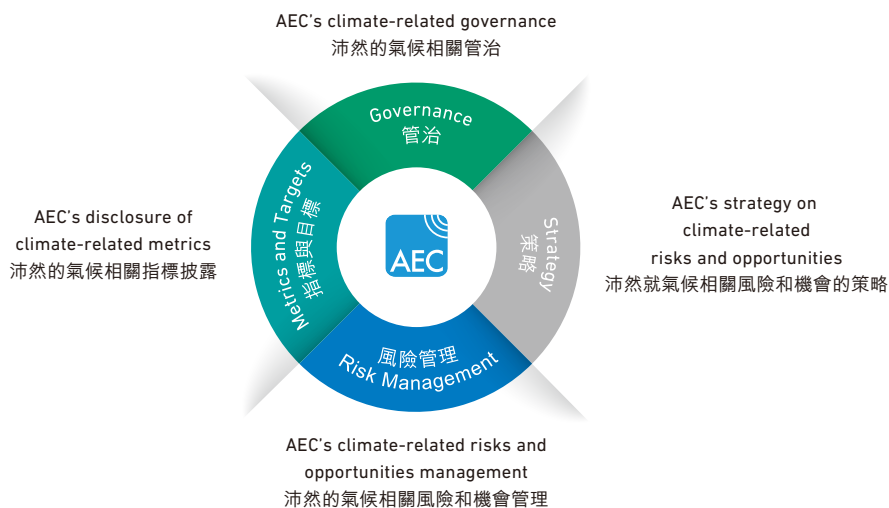 AEC's climate-related governance
沛然的氣候相關管治
Governance
管治
Metrics and Targets
指標與目標
AEC's disclosure of
climate-related metrics
沛然的氣候相關指標披露
AEC
Strategy
策略
AEC's strategy on
climate-related
risks and opportunities
沛然就氣候相關風險和機會的策略
風險管理
Risk Management
AEC's climate-related risks and
opportunities management
沛然的氣候相關風險和機會管理